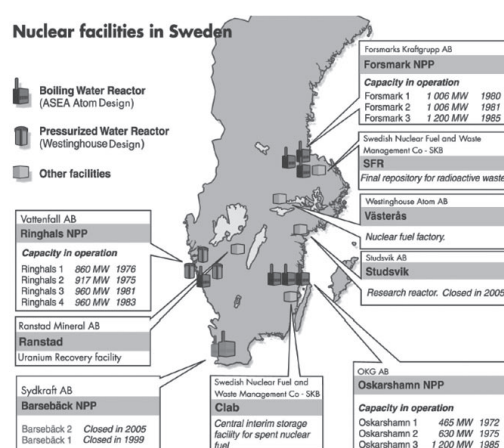 Nuclear facilities in Sweden
Boiling Water Reactor
(ASEA Atom Design)
Pressurized Water Reactor
(Westinghouse Design)
Other facilities
Forsmarks Kraftgrupp AB
Forsmark NPP
Capacity in operation
Forsmark 1 1 006 MW 1980
Forsmark 2 1 006 MW 1981
Forsmark 3 1 200 MW 1985
Swedish Nuclear Fuel and Waste
Management Co - SKB
SFR
Final repository for radioactive waste
Westinghouse Atom AB
Västerås
Nuclear fuel factory.
Studsvik AB
Studsvik
Research reactor. Closed in 2005
Vattenfall AB
Ringhals NPP
Capacity in operation
Ringhals 1 860 MW 1976
Ringhals 2 917 MW 1975
Ringhals 3 960 MW 1981
Ringhals 4 960 MW 1983
Ranstad Mineral AB
Ranstad
Uranium Recovery facility
Sydkraft AB
Barsebäck NPP
Barsebäck 2 Closed in 2005
Barsebäck 1 Closed in 1999
Swedish Nuclear Fuel and
Waste Management Co - SKB
Clab
Central interim storage
facility for spent nuclear
fuel
OKG AB
Oskarshamn NPP
Capacity in operation
Oskarshamn 1 465 MW 1972
Oskarshamn 2 630 MW 1975
Oskarshamn 3 1 200 MW 1985